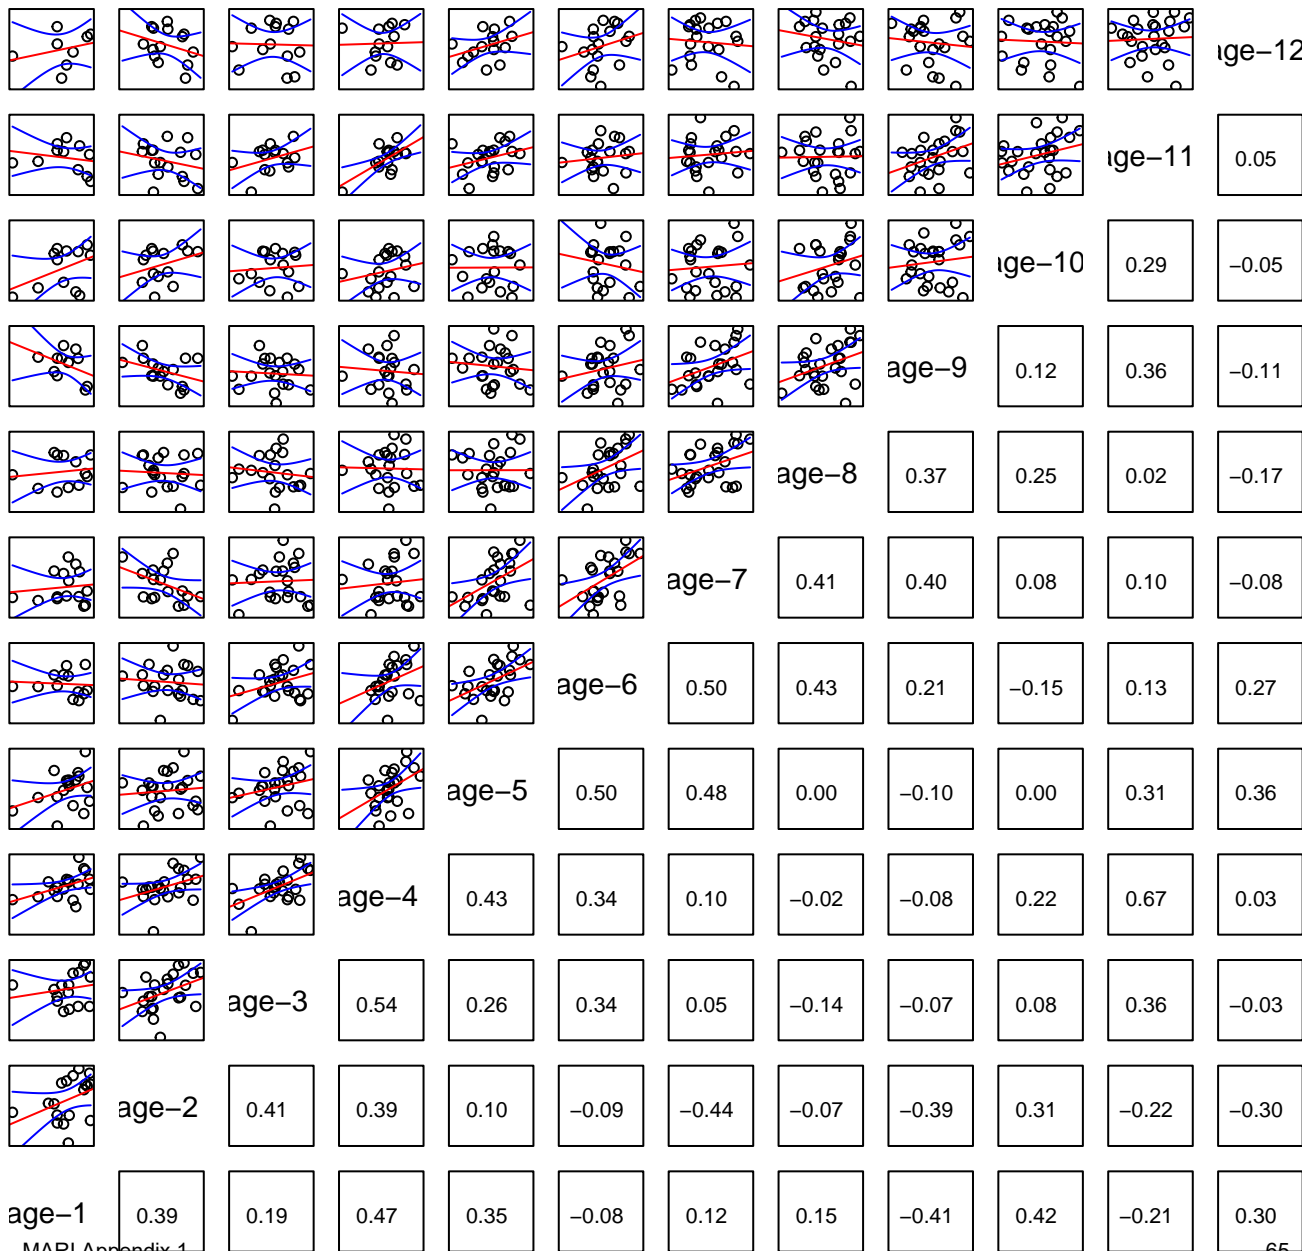 ge−12
age−11 0.05
age−10 0.29 −0.05
age−9 0.12 0.36 −0.11
age−8 0.37 0.25 0.02 −0.17
age−7 0.41 0.40 0.08 0.10 −0.08
age−6 0.50 0.43 0.21 −0.15 0.13 0.27
age−5 0.50 0.48 0.00 −0.10 0.00 0.31 0.36
age−4 0.43 0.34 0.10 −0.02 −0.08 0.22 0.67 0.03
age−3 0.54 0.26 0.34 0.05 −0.14 −0.07 0.08 0.36 −0.03
age−2 0.41 0.39 0.10 −0.09 −0.44 −0.07 −0.39 0.31 −0.22 −0.30
age−1 0.39 0.19 0.47 0.35 −0.08 0.12 0.15 −0.41 0.42 −0.21 0.30
MARI Appendix 1 65